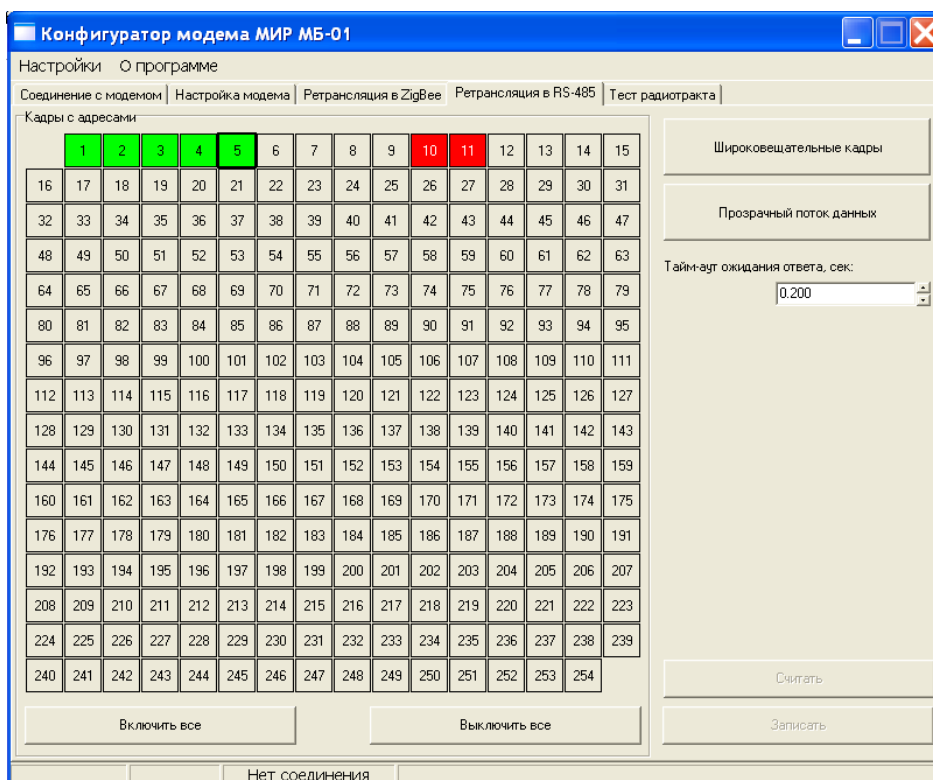 Конфигуратор модема МИР МБ-01
Настройки О программе
Соединение с модемом Настройка модема Ретрансляция в ZigBee Ретрансляция в RS-485 Тест радиотракта
Кадры с адресами
1 2 3 4 5 6 7 8 9 10 11 12 13 14 15
Широковещательные кадры
16 17 18 19 20 21 22 23 24 25 26 27 28 29 30 31
32 33 34 35 36 37 38 39 40 41 42 43 44 45 46 47
Прозрачный поток данных
48 49 50 51 52 53 54 55 56 57 58 59 60 61 62 63
Тайм-аут ожидания ответа, сек:
64 65 66 67 68 69 70 71 72 73 74 75 76 77 78 79
0.200
80 81 82 83 84 85 86 87 88 89 90 91 92 93 94 95
96 97 98 99 100 101 102 103 104 105 106 107 108 109 110 111
112 113 114 115 116 117 118 119 120 121 122 123 124 125 126 127
128 129 130 131 132 133 134 135 136 137 138 139 140 141 142 143
144 145 146 147 148 149 150 151 152 153 154 155 156 157 158 159
160 161 162 163 164 165 166 167 168 169 170 171 172 173 174 175
176 177 178 179 180 181 182 183 184 185 186 187 188 189 190 191
192 193 194 195 196 197 198 199 200 201 202 203 204 205 206 207
208 209 210 211 212 213 214 215 216 217 218 219 220 221 222 223
224 225 226 227 228 229 230 231 232 233 234 235 236 237 238 239
240 241 242 243 244 245 246 247 248 249 250 251 252 253 254
Считать
Включить все Выключить все
Записать
Нет соединения